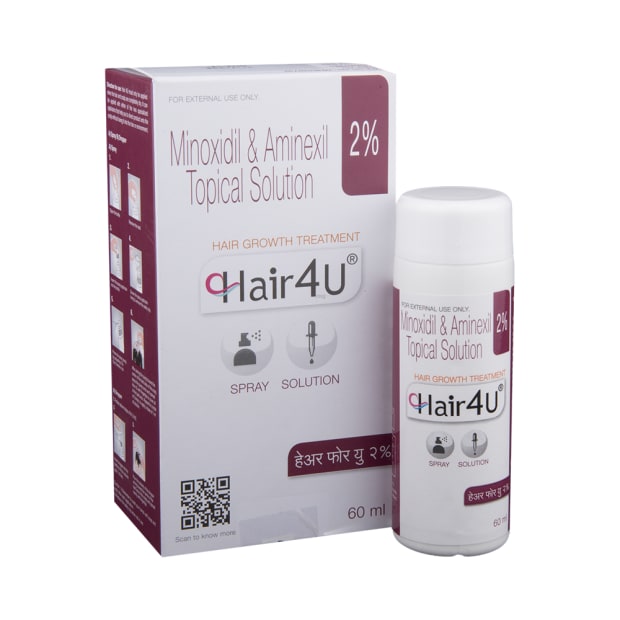 FOR EXTERNAL USE ONLY.
Minoxidil & Aminexil
Topical Solution
2%
HAIR GROWTH TREATMENT
Hair4U®
SPRAY SOLUTION
हेअर फोर यु २%
60 ml
Scan to know more
FOR EXTERNAL USE ONLY.
Minoxidil & Aminexil
Topical Solution
2%
HAIR GROWTH TREATMENT
Hair4U®
SPRAY SOLUTION
हेअर फोर यु २%
60 ml